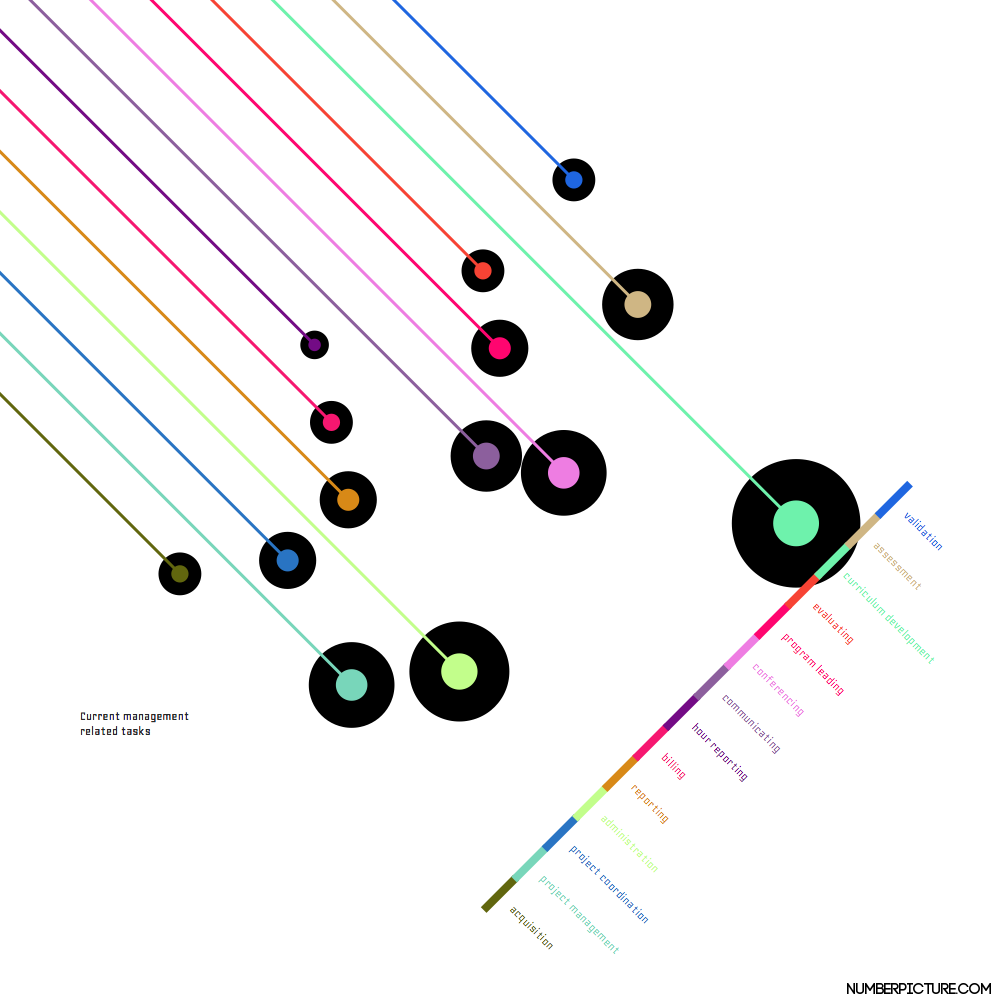 validation
assessment
curriculum development
evaluating
program leading
conferencing
communicating
hour reporting
billing
reporting
administration
project coordination
project management
acquisition
Current management
related tasks
NUMBERPICTURE.COM